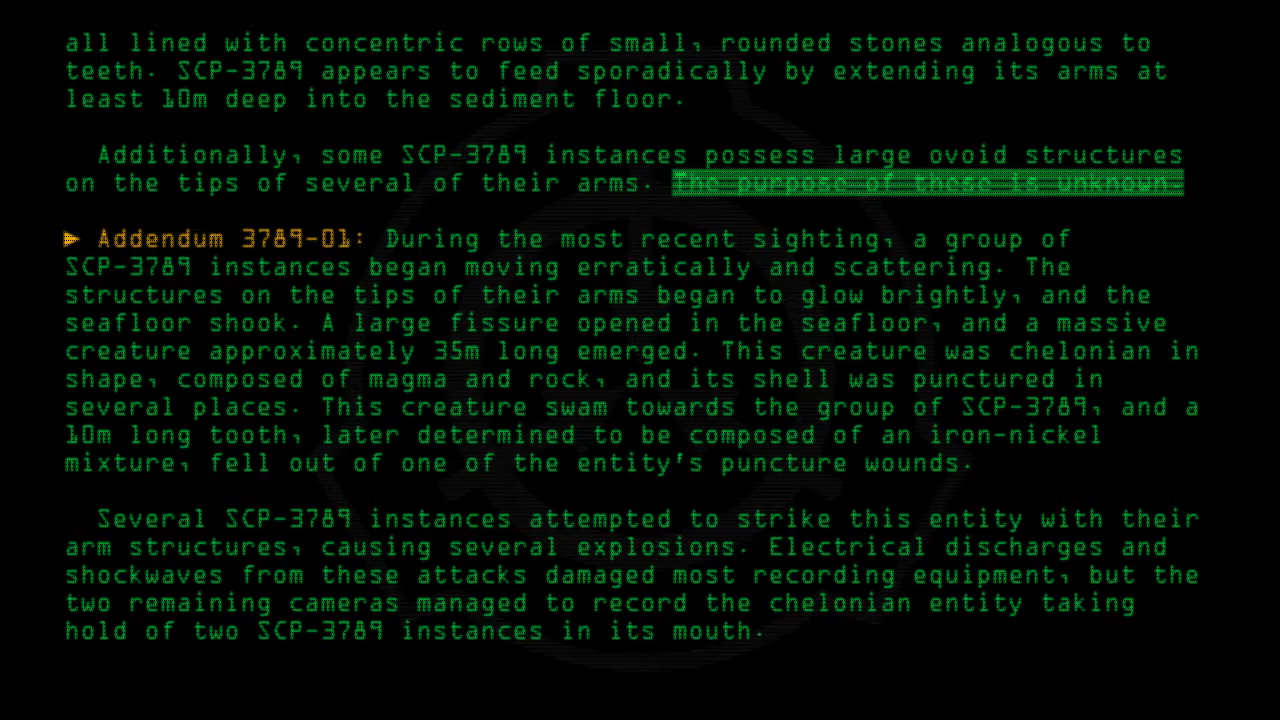 all lined with concentric rows of small, rounded stones analogous to
teeth. SCP-3789 appears to feed sporadically by extending its arms at
least 10m deep into the sediment floor.
Additionally, some SCP-3789 instances possess large ovoid structures
on the tips of several of their arms. The purpose of these is unknown.
► Addendum 3789-01: During the most recent sighting, a group of
SCP-3789 instances began moving erratically and scattering. The
structures on the tips of their arms began to glow brightly, and the
seafloor shook. A large fissure opened in the seafloor, and a massive
creature approximately 35m long emerged. This creature was chelonian in
shape, composed of magma and rock, and its shell was punctured in
several places. This creature swam towards the group of SCP-3789, and a
10m long tooth, later determined to be composed of an iron-nickel
mixture, fell out of one of the entity's puncture wounds.
Several SCP-3789 instances attempted to strike this entity with their
arm structures, causing several explosions. Electrical discharges and
shockwaves from these attacks damaged most recording equipment, but the
two remaining cameras managed to record the chelonian entity taking
hold of two SCP-3789 instances in its mouth.